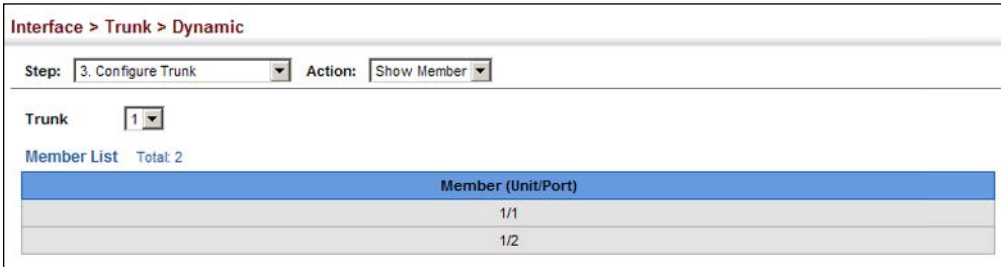 Interface > Trunk > Dynamic
Step: 3. Configure Trunk Action: Show Member
Trunk 1
Member List Total: 2
Member (Unit/Port)
1/1
1/2